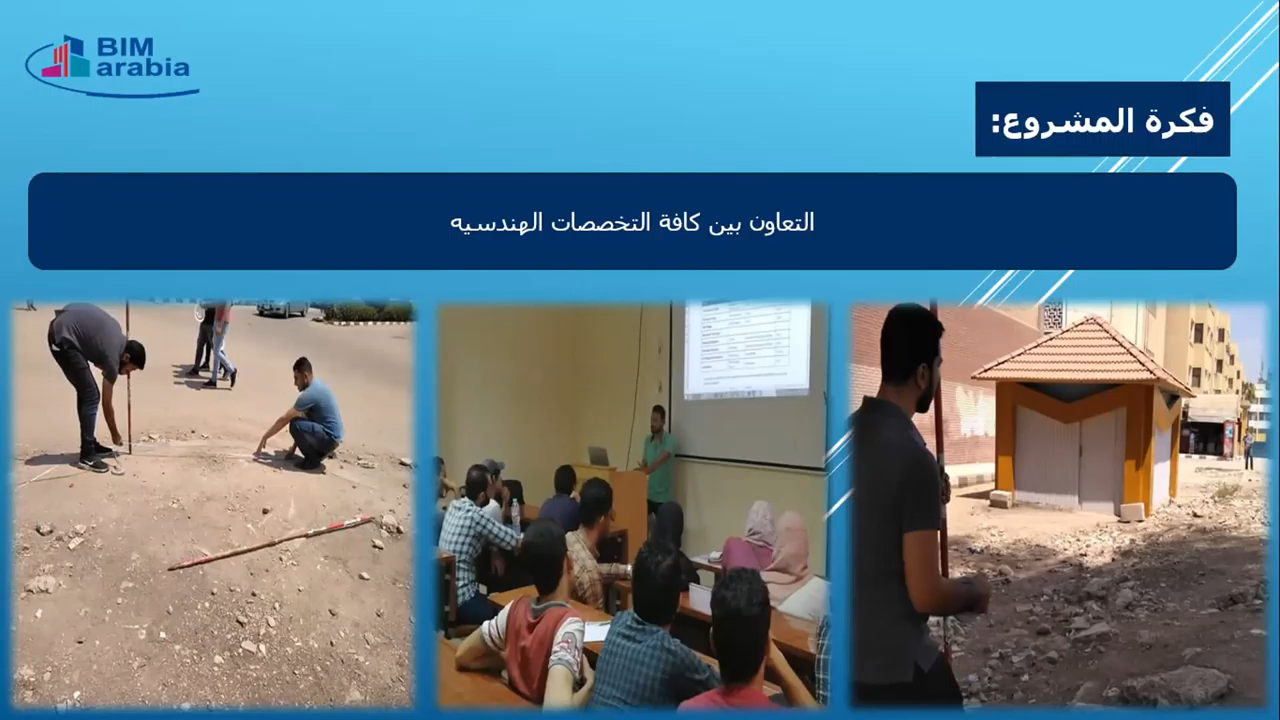 BIM
arabia
فكرة المشروع:
التعاون بين كافة التخصصات الهندسيه